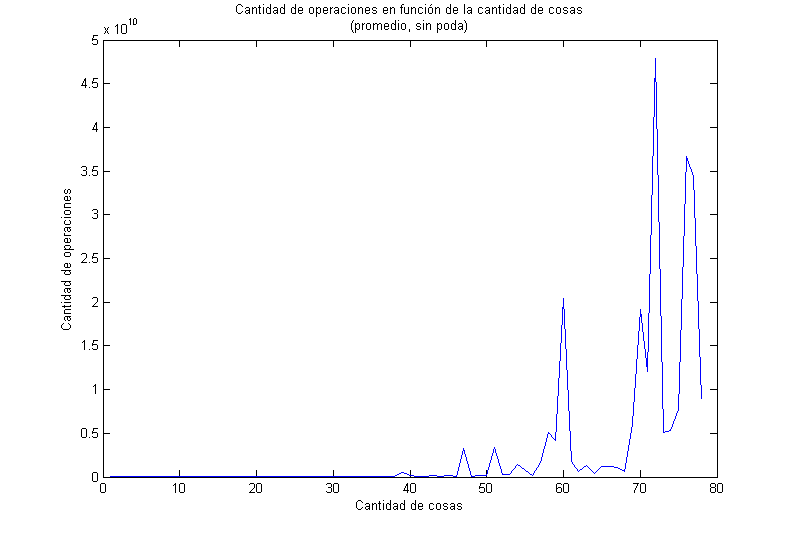 Cantidad de operaciones en función de la cantidad de cosas
(promedio, sin poda)
x 10^10
5
4.5
4
3.5
3
2.5
2
1.5
1
0.5
0
Cantidad de operaciones
0 10 20 30 40 50 60 70 80
Cantidad de cosas